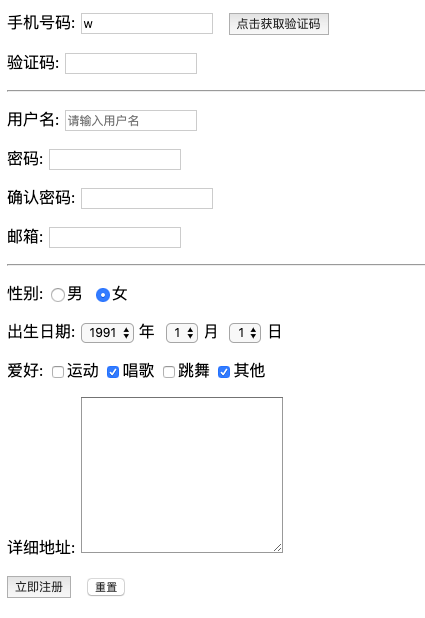 手机号码: w 点击获取验证码
验证码:
用户名: 请输入用户名
密码:
确认密码:
邮箱:
性别: 男 女
出生日期: 1991 年 1 月 1 日
爱好: 运动 唱歌 跳舞 其他
详细地址:
立即注册 重置